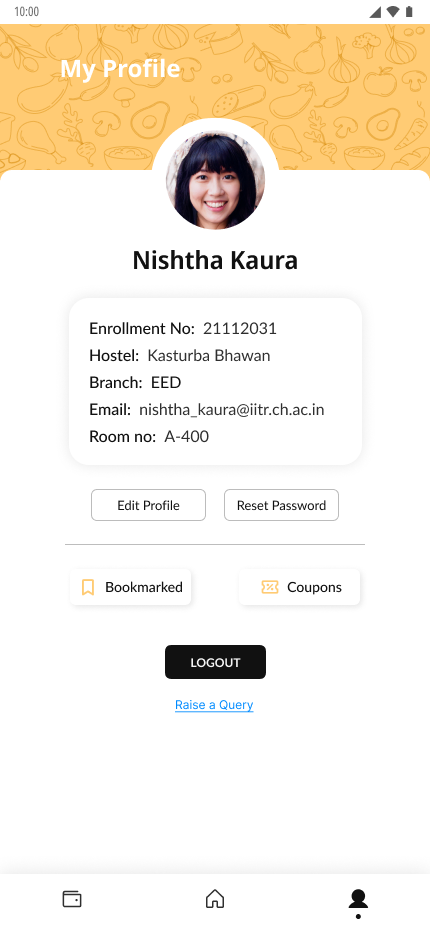 10:00
My Profile
Nishtha Kaura
Enrollment No: 21112031
Hostel: Kasturba Bhawan
Branch: EED
Email: nishtha_kaura@iitr.ch.ac.in
Room no: A-400
Edit Profile Reset Password
Bookmarked Coupons
LOGOUT
Raise a Query